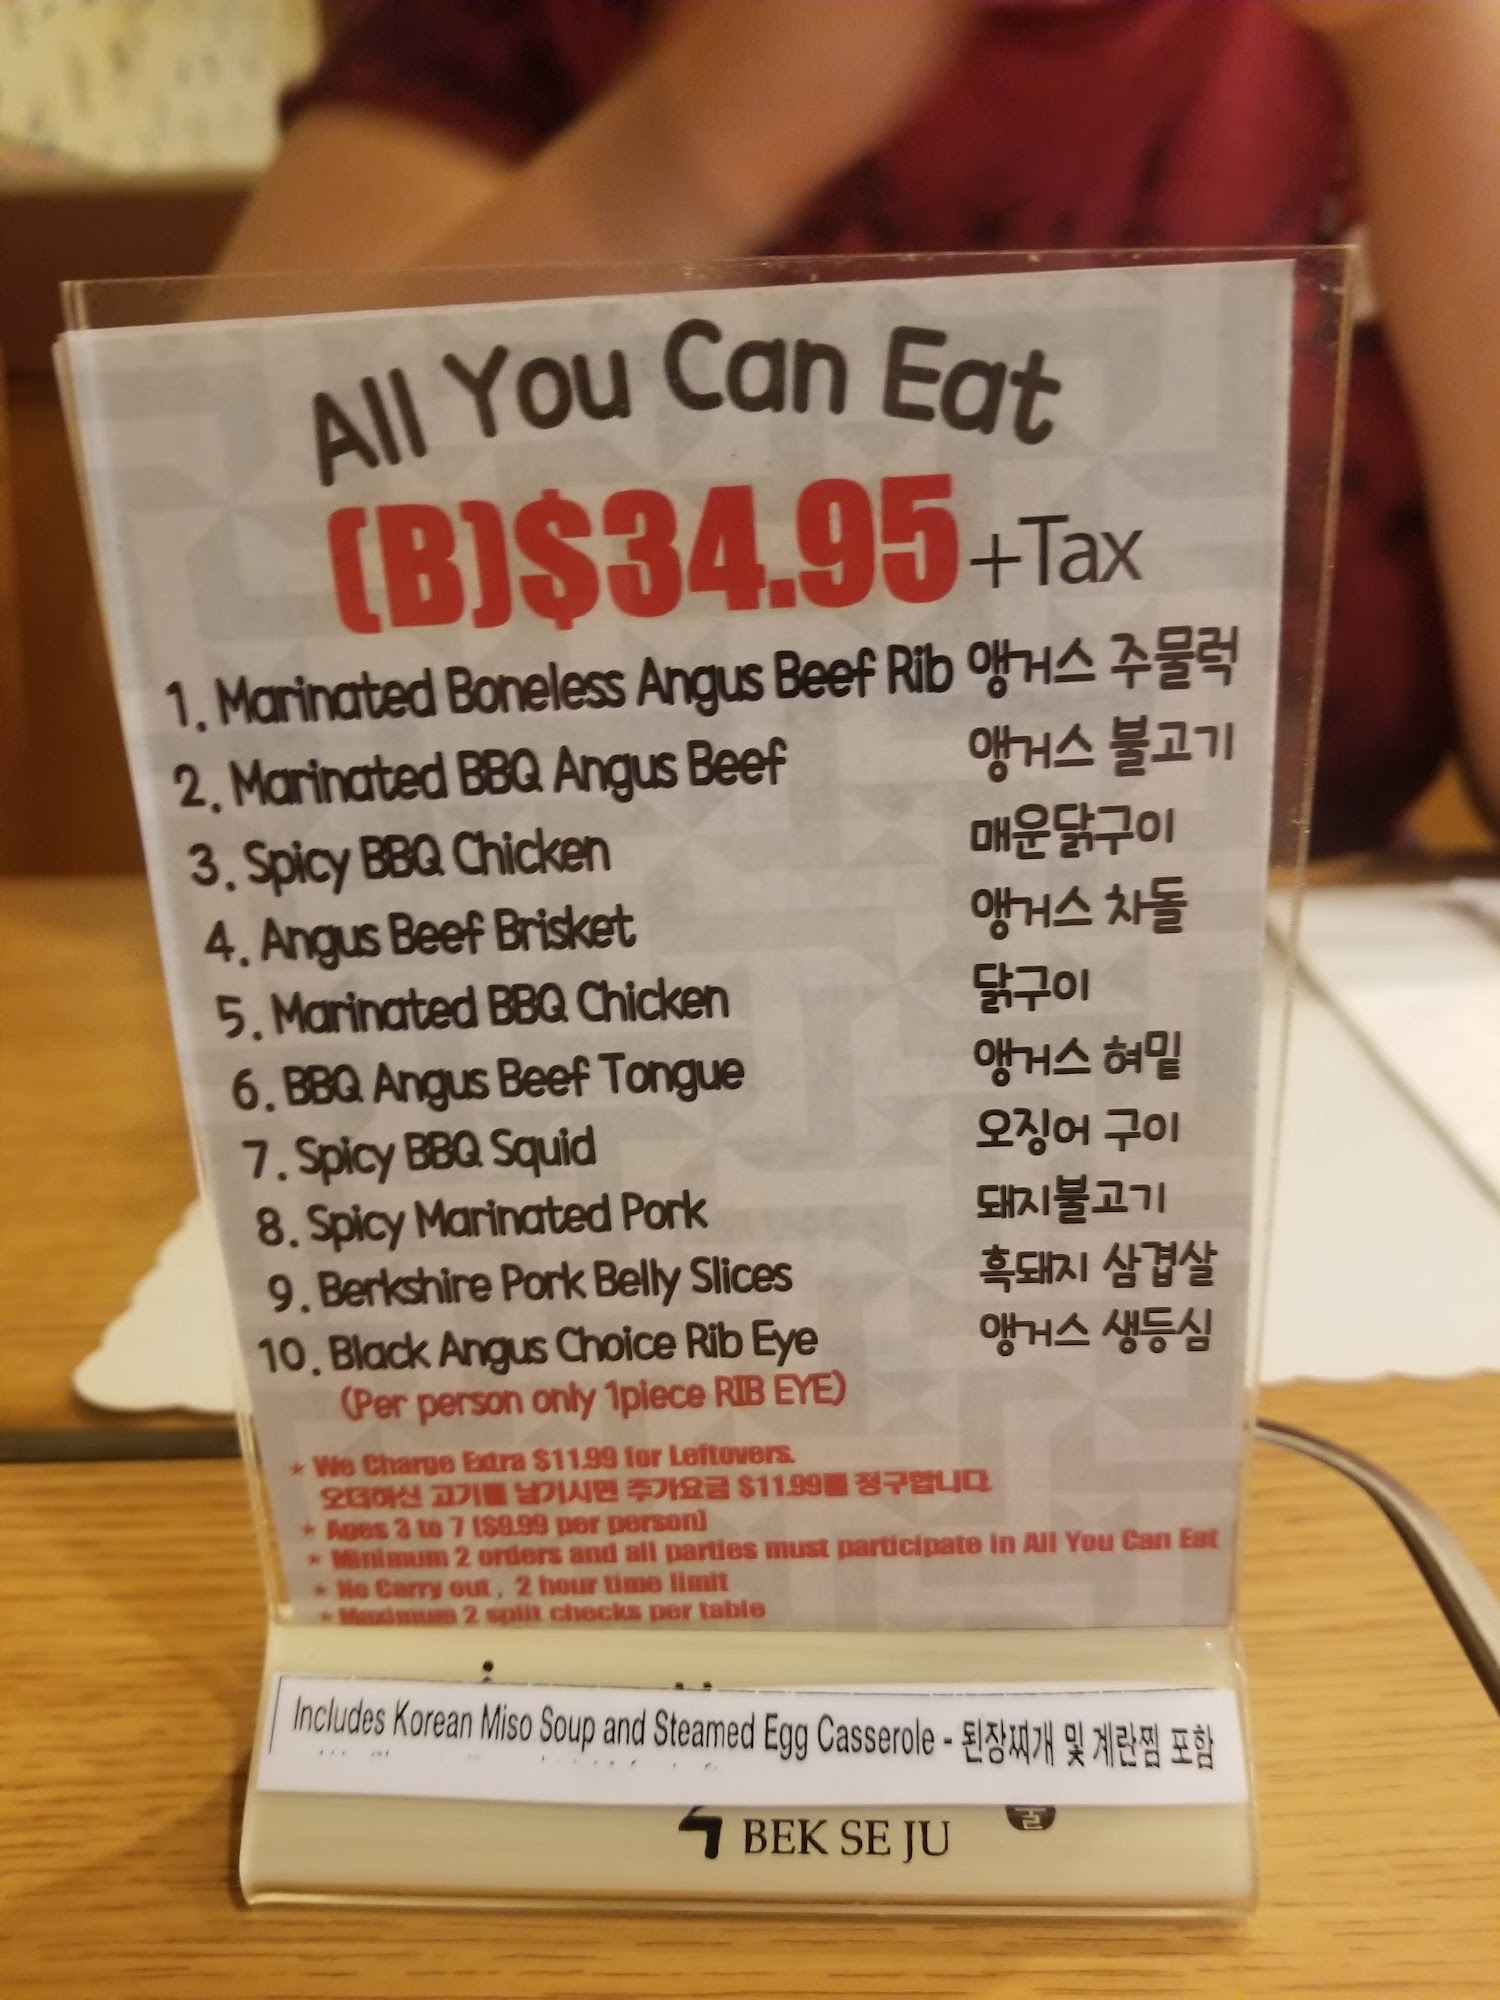 All You Can Eat
(B)$34.95 +Tax
1. Marinated Boneless Angus Beef Rib 앵거스 주물럭
2. Marinated BBQ Angus Beef 앵거스 불고기
3. Spicy BBQ Chicken 매운닭구이
4. Angus Beef Brisket 앵거스 차돌
5. Marinated BBQ Chicken 닭구이
6. BBQ Angus Beef Tongue 앵거스 혀밑
7. Spicy BBQ Squid 오징어 구이
8. Spicy Marinated Pork 돼지불고기
9. Berkshire Pork Belly Slices 흑돼지 삼겹살
10. Black Angus Choice Rib Eye 앵거스 생등심
(Per person only 1piece RIB EYE)
* We Charge Extra $11.99 for Leftovers.
오더하신 고기를 남기시면 추가요금 $11.99를 청구합니다
* Ages 3 to 7 ($9.99 per person)
* Minimum 2 orders and all parties must participate in All You Can Eat
* No Carry out , 2 hour time limit
* Maximum 2 split checks per table
Includes Korean Miso Soup and Steamed Egg Casserole - 된장찌개 및 계란찜 포함
BEK SE JU